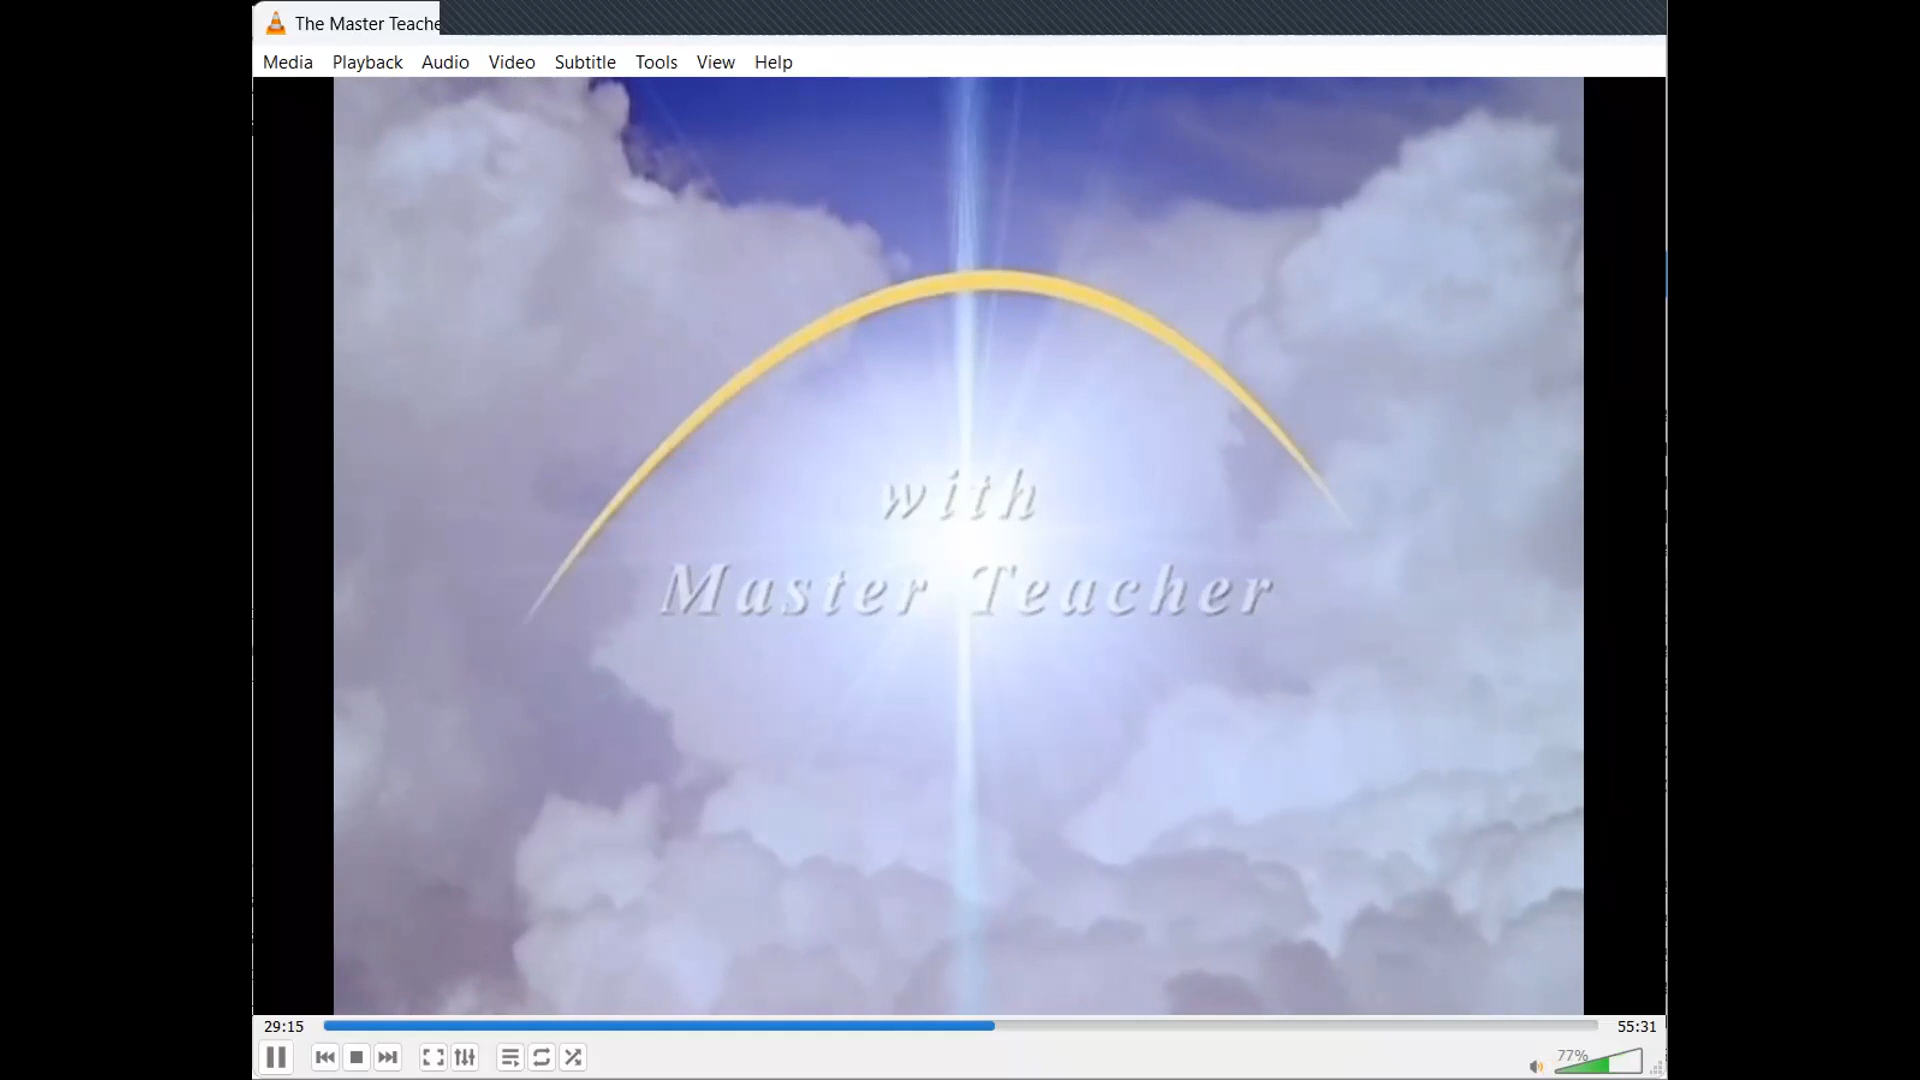 The Master Teache
Media Playback Audio Video Subtitle Tools View Help
with
Master Teacher
29:15
55:31
77%